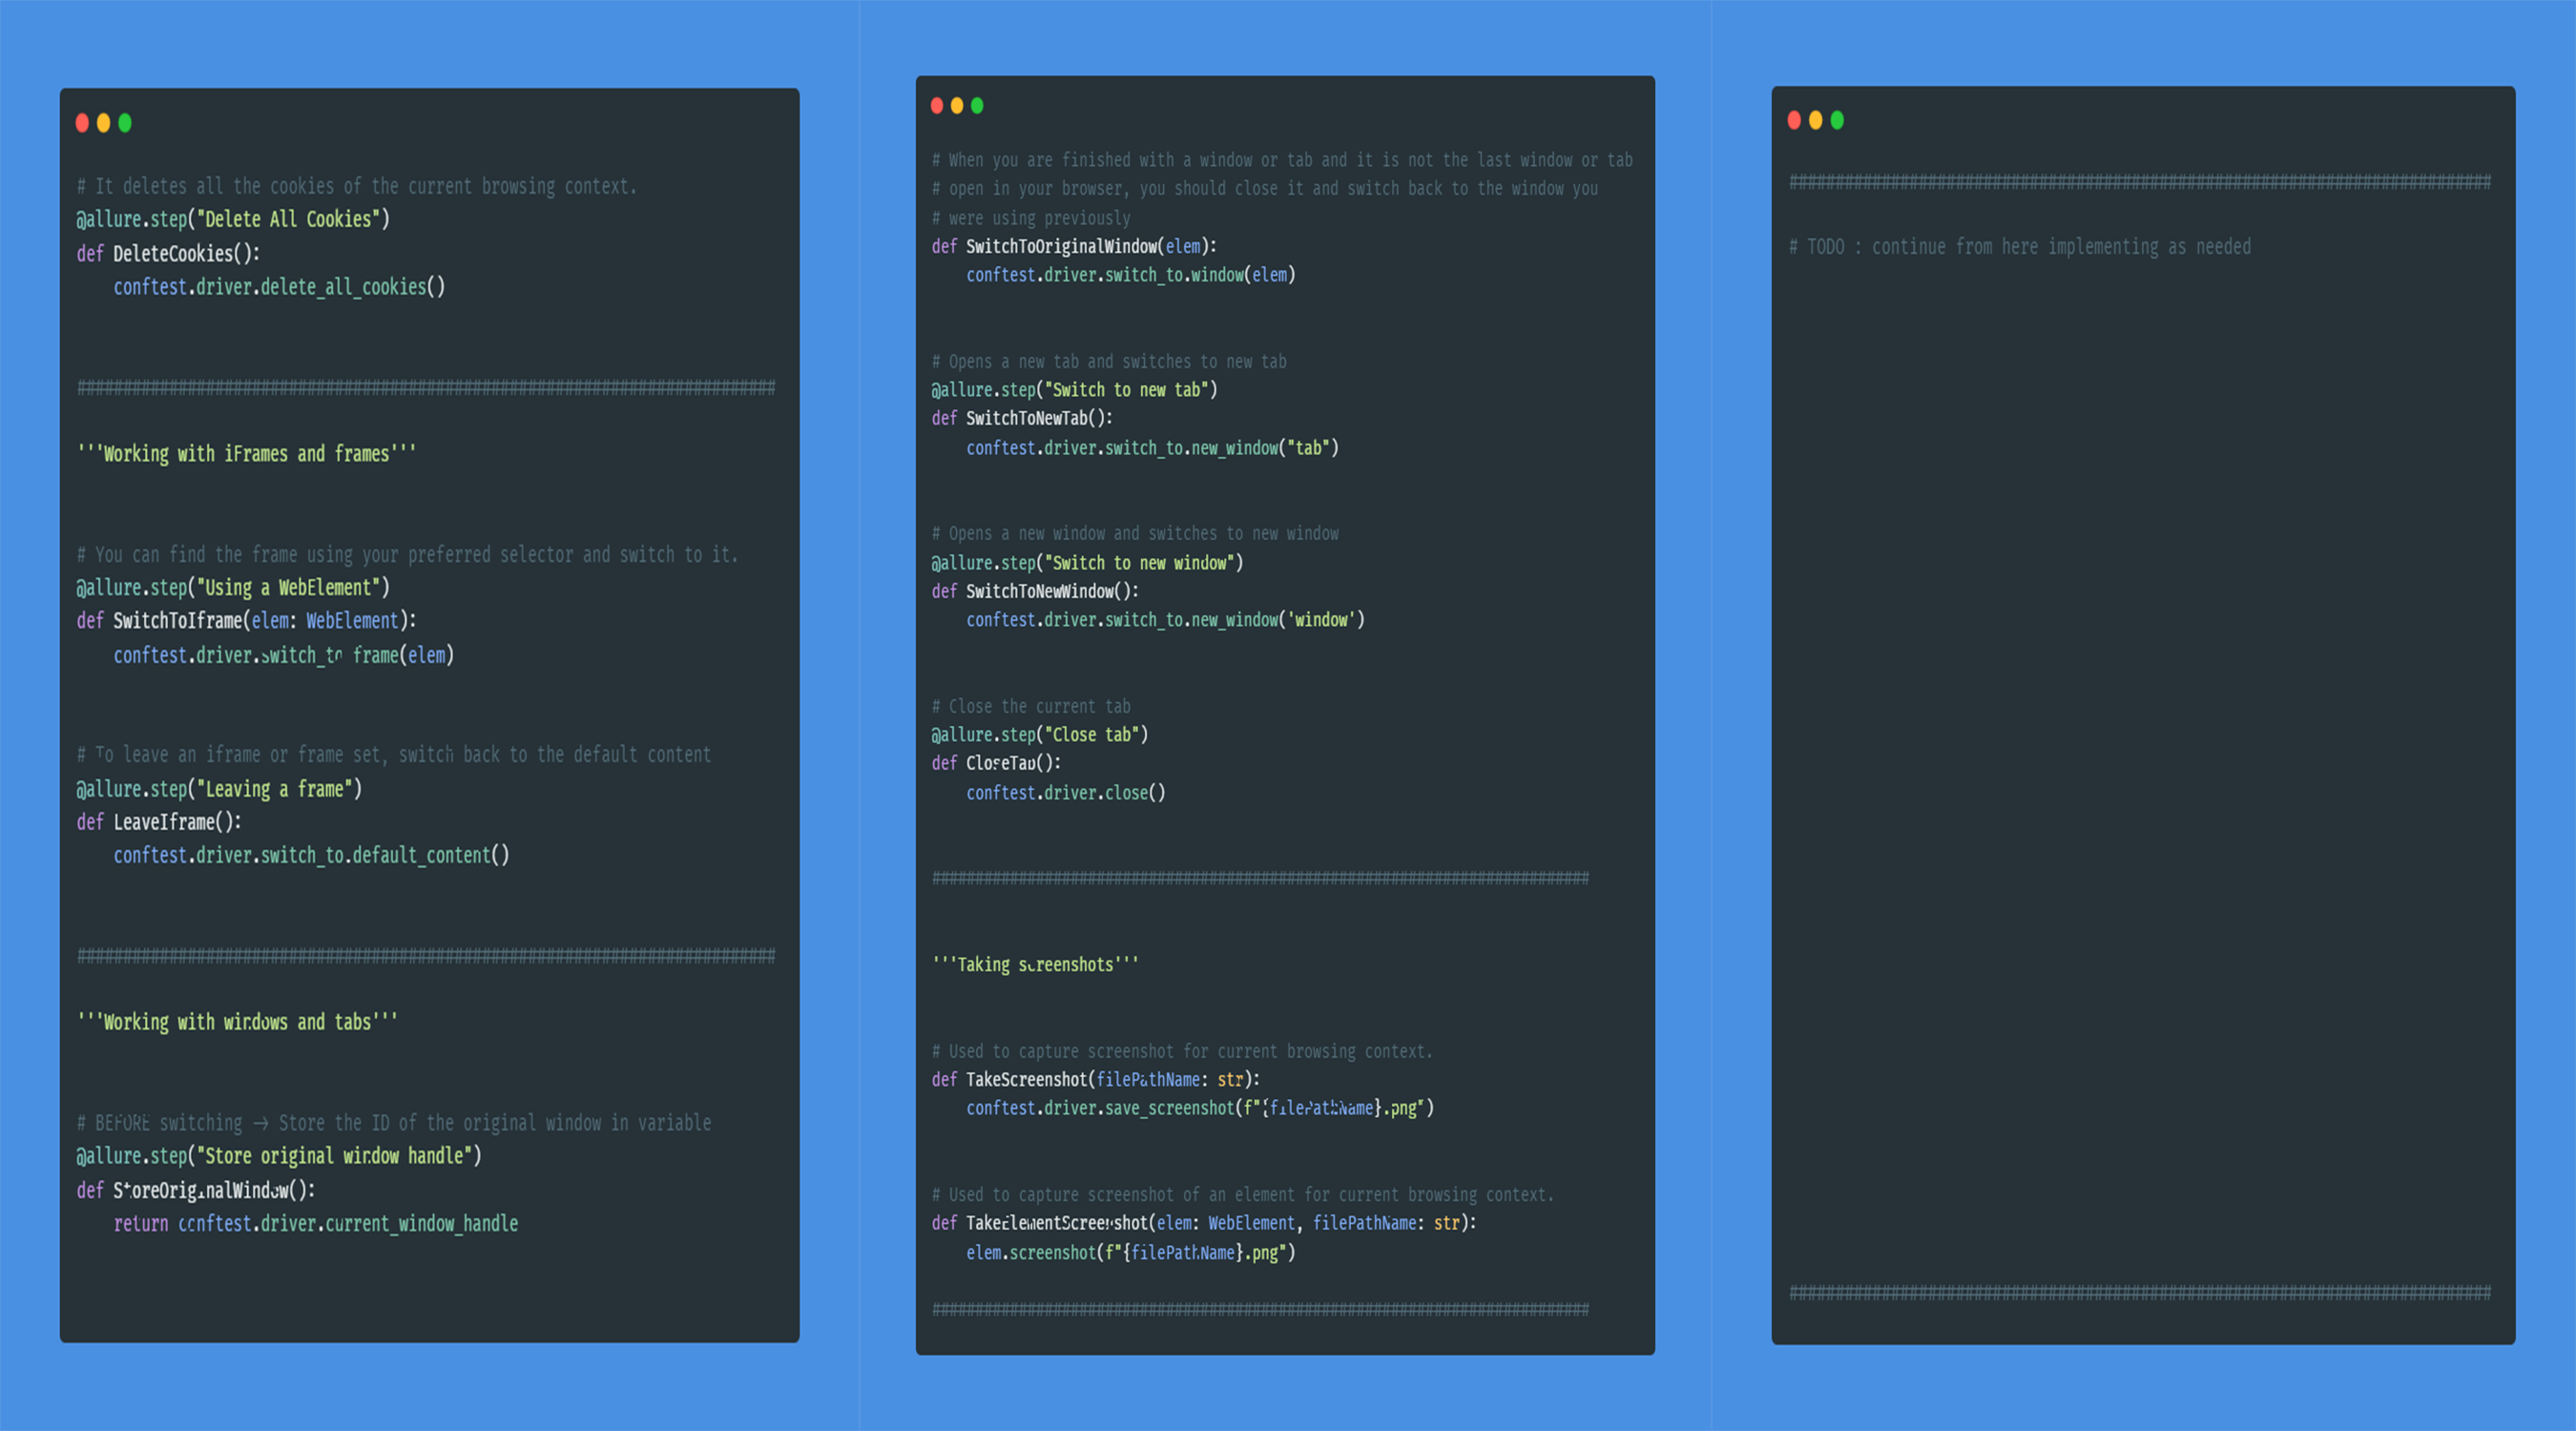 # It deletes all the cookies of the current browsing context.
@allure.step("Delete All Cookies")
def DeleteCookies():
    conftest.driver.delete_all_cookies()
############################################################################
'''Working with iFrames and frames'''
# You can find the frame using your preferred selector and switch to it.
@allure.step("Using a WebElement")
def SwitchToIframe(elem: WebElement):
    conftest.driver.switch_to frame(elem)
# To leave an iframe or frame set, switch back to the default content
@allure.step("Leaving a frame")
def LeaveIframe():
    conftest.driver.switch_to.default_content()
############################################################################
'''Working with windows and tabs'''
# BEFORE switching -> Store the ID of the original window in variable
@allure.step("Store original window handle")
def StoreOriginalWindow():
    return conftest.driver.current_window_handle
# When you are finished with a window or tab and it is not the last window or tab
# open in your browser, you should close it and switch back to the window you
# were using previously
def SwitchToOriginalWindow(elem):
    conftest.driver.switch_to.window(elem)
# Opens a new tab and switches to new tab
@allure.step("Switch to new tab")
def SwitchToNewTab():
    conftest.driver.switch_to.new_window("tab")
# Opens a new window and switches to new window
@allure.step("Switch to new window")
def SwitchToNewWindow():
    conftest.driver.switch_to.new_window('window')
# Close the current tab
@allure.step("Close tab")
def CloseTab():
    conftest.driver.close()
############################################################################
'''Taking screenshots'''
# Used to capture screenshot for current browsing context.
def TakeScreenshot(filePathName: str):
    conftest.driver.save_screenshot(f"{filePathName}.png")
# Used to capture screenshot of an element for current browsing context.
def TakeElementScreenshot(elem: WebElement, filePathName: str):
    elem.screenshot(f"{filePathName}.png")
############################################################################
############################################################################
# TODO : continue from here implementing as needed
############################################################################